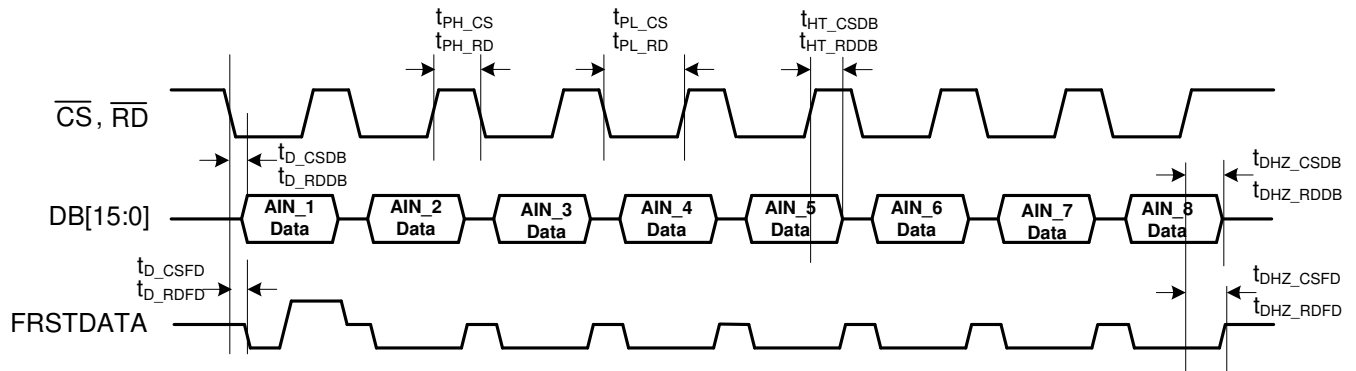 tPH_CS
tPH_RD
tPL_CS
tPL_RD
tHT_CSDB
tHT_RDDB
CS, RD
tD_CSDB
tD_RDDB
tDHZ_CSDB
tDHZ_RDDB
DB[15:0]
AIN_1
Data
AIN_2
Data
AIN_3
Data
AIN_4
Data
AIN_5
Data
AIN_6
Data
AIN_7
Data
AIN_8
Data
tD_CSFD
tD_RDFD
tDHZ_CSFD
tDHZ_RDFD
FRSTDATA